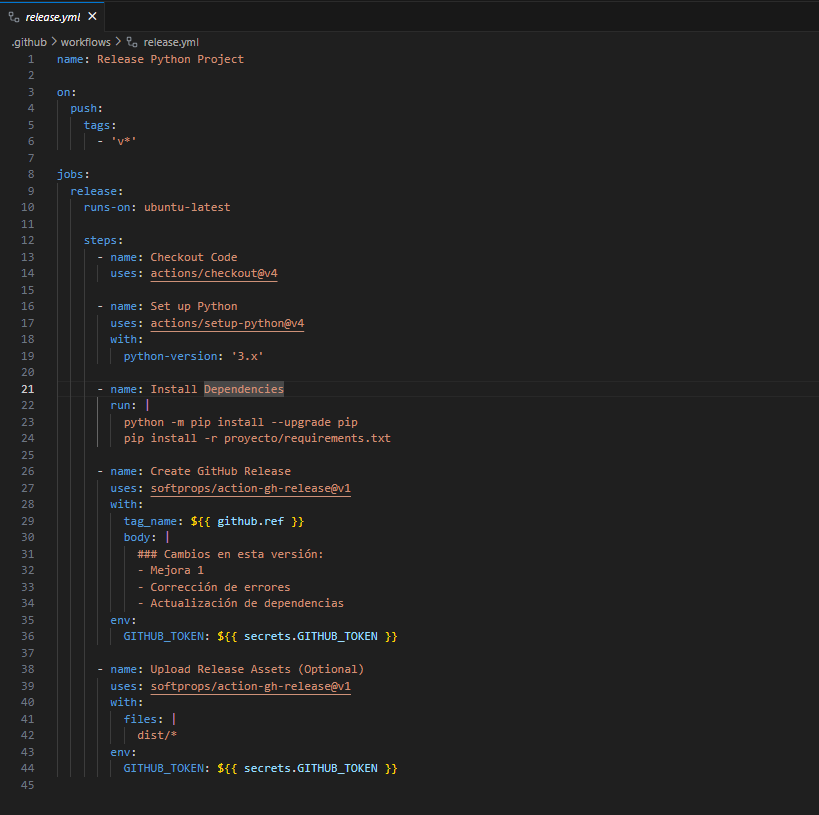 release.yml
.github > workflows > release.yml
1 name: Release Python Project
2
3 on:
4 push:
5 tags:
6 - 'v*'
7
8 jobs:
9 release:
10 runs-on: ubuntu-latest
11
12 steps:
13 - name: Checkout Code
14 uses: actions/checkout@v4
15
16 - name: Set up Python
17 uses: actions/setup-python@v4
18 with:
19 python-version: '3.x'
20
21 - name: Install Dependencies
22 run: |
23 python -m pip install --upgrade pip
24 pip install -r proyecto/requirements.txt
25
26 - name: Create GitHub Release
27 uses: softprops/action-gh-release@v1
28 with:
29 tag_name: ${{ github.ref }}
30 body: |
31 ### Cambios en esta versión:
32 - Mejora 1
33 - Corrección de errores
34 - Actualización de dependencias
35 env:
36 GITHUB_TOKEN: ${{ secrets.GITHUB_TOKEN }}
37
38 - name: Upload Release Assets (Optional)
39 uses: softprops/action-gh-release@v1
40 with:
41 files: |
42 dist/*
43 env:
44 GITHUB_TOKEN: ${{ secrets.GITHUB_TOKEN }}
45